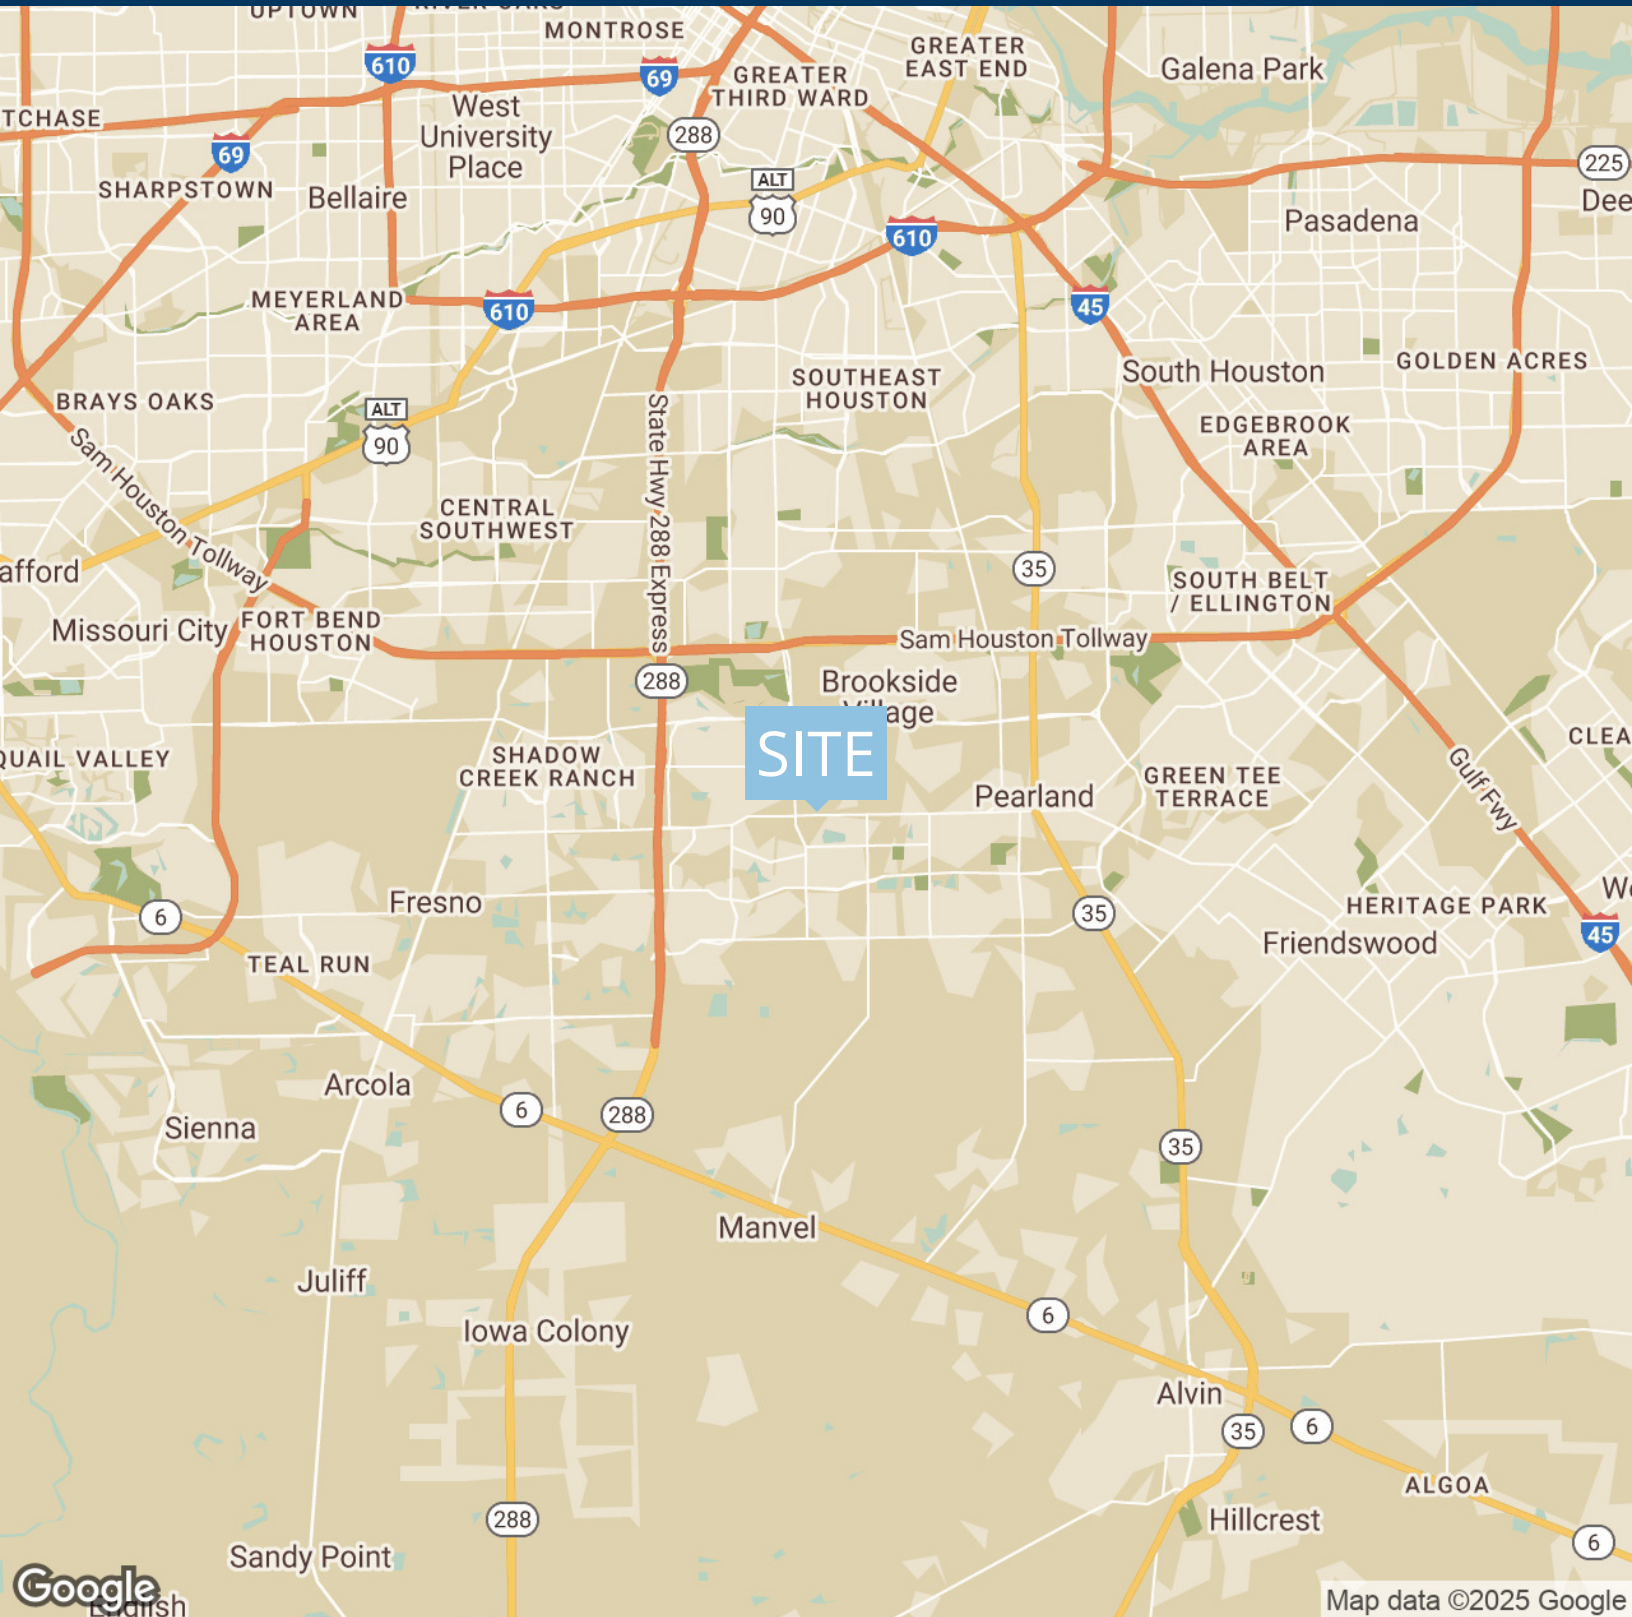 UPTOWN
RIVER OAKS
MONTROSE
610
69
GREATER
THIRD WARD
GREATER
EAST END
Galena Park
TCHASE
West
University
Place
288
69
225
SHARPSTOWN
Bellaire
ALT
90
Dee
Pasadena
610
MEYERLAND
AREA
610
45
SOUTHEAST
HOUSTON
South Houston
GOLDEN ACRES
BRAYS OAKS
ALT
90
EDGEBROOK
AREA
Sam Houston Tollway
State Hwy 288 Express
CENTRAL
SOUTHWEST
afford
35
SOUTH BELT
/ ELLINGTON
Missouri City
FORT BEND
HOUSTON
Sam Houston Tollway
288
Brookside
Village
SITE
QUAIL VALLEY
SHADOW
CREEK RANCH
CLEA
GREEN TEE
TERRACE
Gulf Fwy
Pearland
Fresno
6
35
HERITAGE PARK
We
45
Friendswood
TEAL RUN
Arcola
6
288
Sienna
35
Manvel
Juliff
Iowa Colony
6
Alvin
35
6
ALGOA
288
Hillcrest
6
Sandy Point
Google
English
Map data ©2025 Google